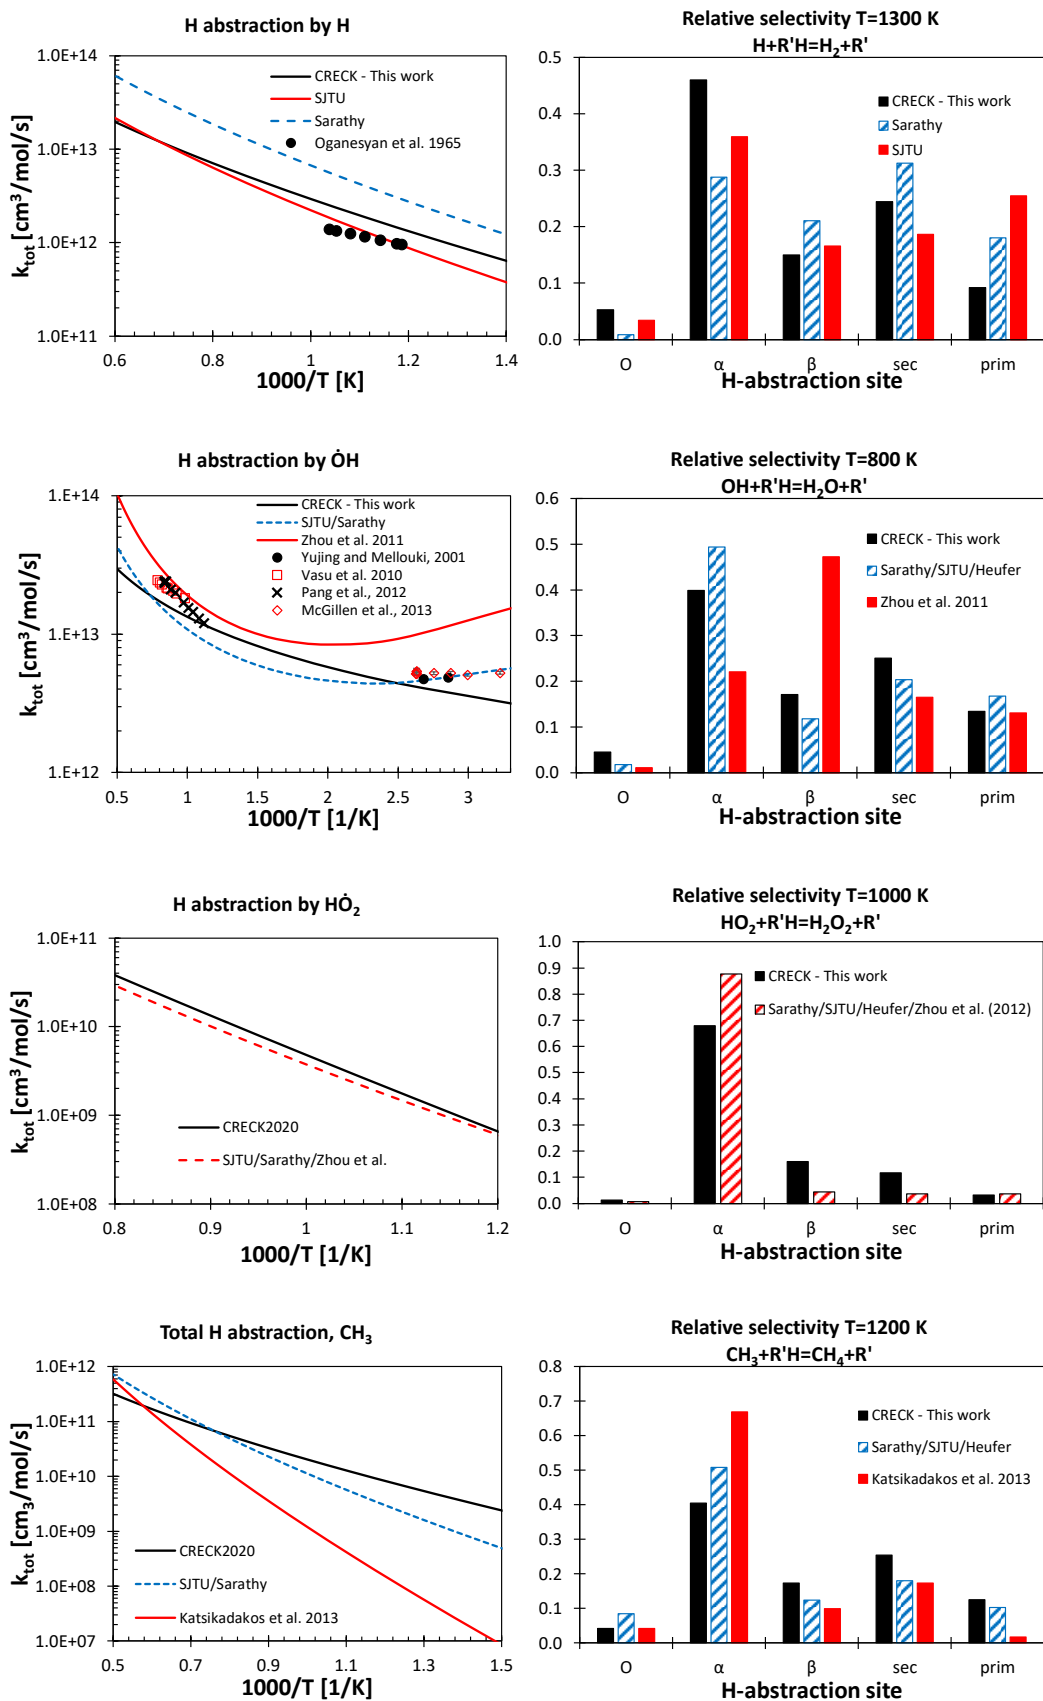 H abstraction by H
1.0E+14
1.0E+13
1.0E+12
1.0E+11
k_tot [cm³/mol/s]
CRECK - This work
SJTU
Sarathy
Oganesyan et al. 1965
0.6 0.8 1 1.2 1.4
1000/T [K]
Relative selectivity T=1300 K
H+R'H=H₂+R'
0.5
0.4
0.3
0.2
0.1
0.0
CRECK - This work
Sarathy
SJTU
O α β sec prim
H-abstraction site
H abstraction by ȮH
1.E+14
1.E+13
1.E+12
k_tot [cm³/mol/s]
CRECK - This work
SJTU/Sarathy
Zhou et al. 2011
Yujing and Mellouki, 2001
Vasu et al. 2010
Pang et al., 2012
McGillen et al., 2013
0.5 1 1.5 2 2.5 3
1000/T [1/K]
Relative selectivity T=800 K
OH+R'H=H₂O+R'
0.6
0.5
0.4
0.3
0.2
0.1
0.0
CRECK - This work
Sarathy/SJTU/Heufer
Zhou et al. 2011
O α β sec prim
H-abstraction site
H abstraction by HȮ₂
1.0E+11
1.0E+10
1.0E+09
1.0E+08
k_tot [cm³/mol/s]
CRECK2020
SJTU/Sarathy/Zhou et al.
0.8 0.9 1 1.1 1.2
1000/T [1/K]
Relative selectivity T=1000 K
HO₂+R'H=H₂O₂+R'
1.0
0.9
0.8
0.7
0.6
0.5
0.4
0.3
0.2
0.1
0.0
CRECK - This work
Sarathy/SJTU/Heufer/Zhou et al. (2012)
O α β sec prim
H-abstraction site
Total H abstraction, CH₃
1.0E+12
1.0E+11
1.0E+10
1.0E+09
1.0E+08
1.0E+07
k_tot [cm₃/mol/s]
CRECK2020
SJTU/Sarathy
Katsikadakos et al. 2013
0.5 0.7 0.9 1.1 1.3 1.5
1000/T [1/K]
Relative selectivity T=1200 K
CH₃+R'H=CH₄+R'
0.8
0.7
0.6
0.5
0.4
0.3
0.2
0.1
0.0
CRECK - This work
Sarathy/SJTU/Heufer
Katsikadakos et al. 2013
O α β sec prim
H-abstraction site